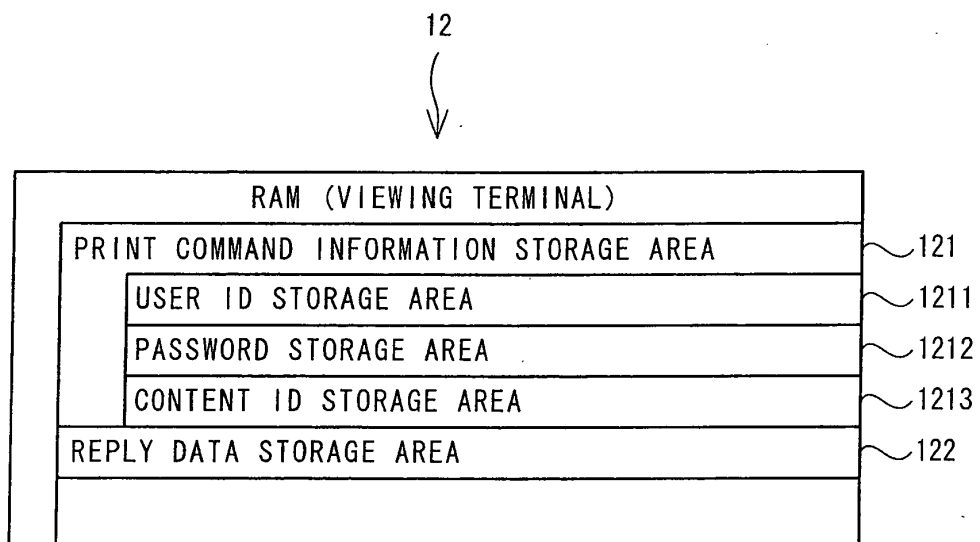 12
RAM (VIEWING TERMINAL)
PRINT COMMAND INFORMATION STORAGE AREA 121
USER ID STORAGE AREA 1211
PASSWORD STORAGE AREA 1212
CONTENT ID STORAGE AREA 1213
REPLY DATA STORAGE AREA 122